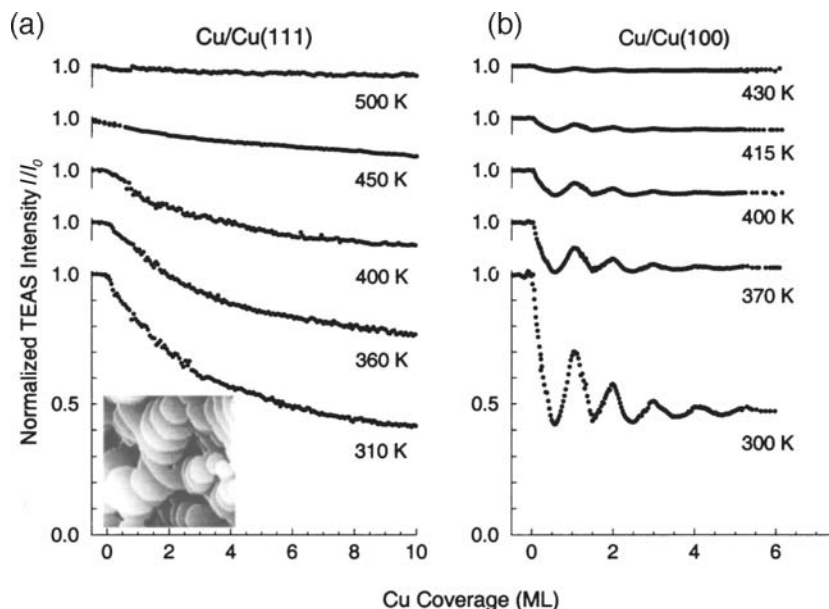 (a)
Cu/Cu(111)
1.0
500 K
1.0
450 K
1.0
400 K
1.0
360 K
1.0
0.5
310 K
0.0
0 2 4 6 8 10
Normalized TEAS Intensity I/I₀
(b)
Cu/Cu(100)
1.0
430 K
1.0
415 K
1.0
400 K
1.0
370 K
1.0
0.5
300 K
0.0
0 2 4 6
Cu Coverage (ML)